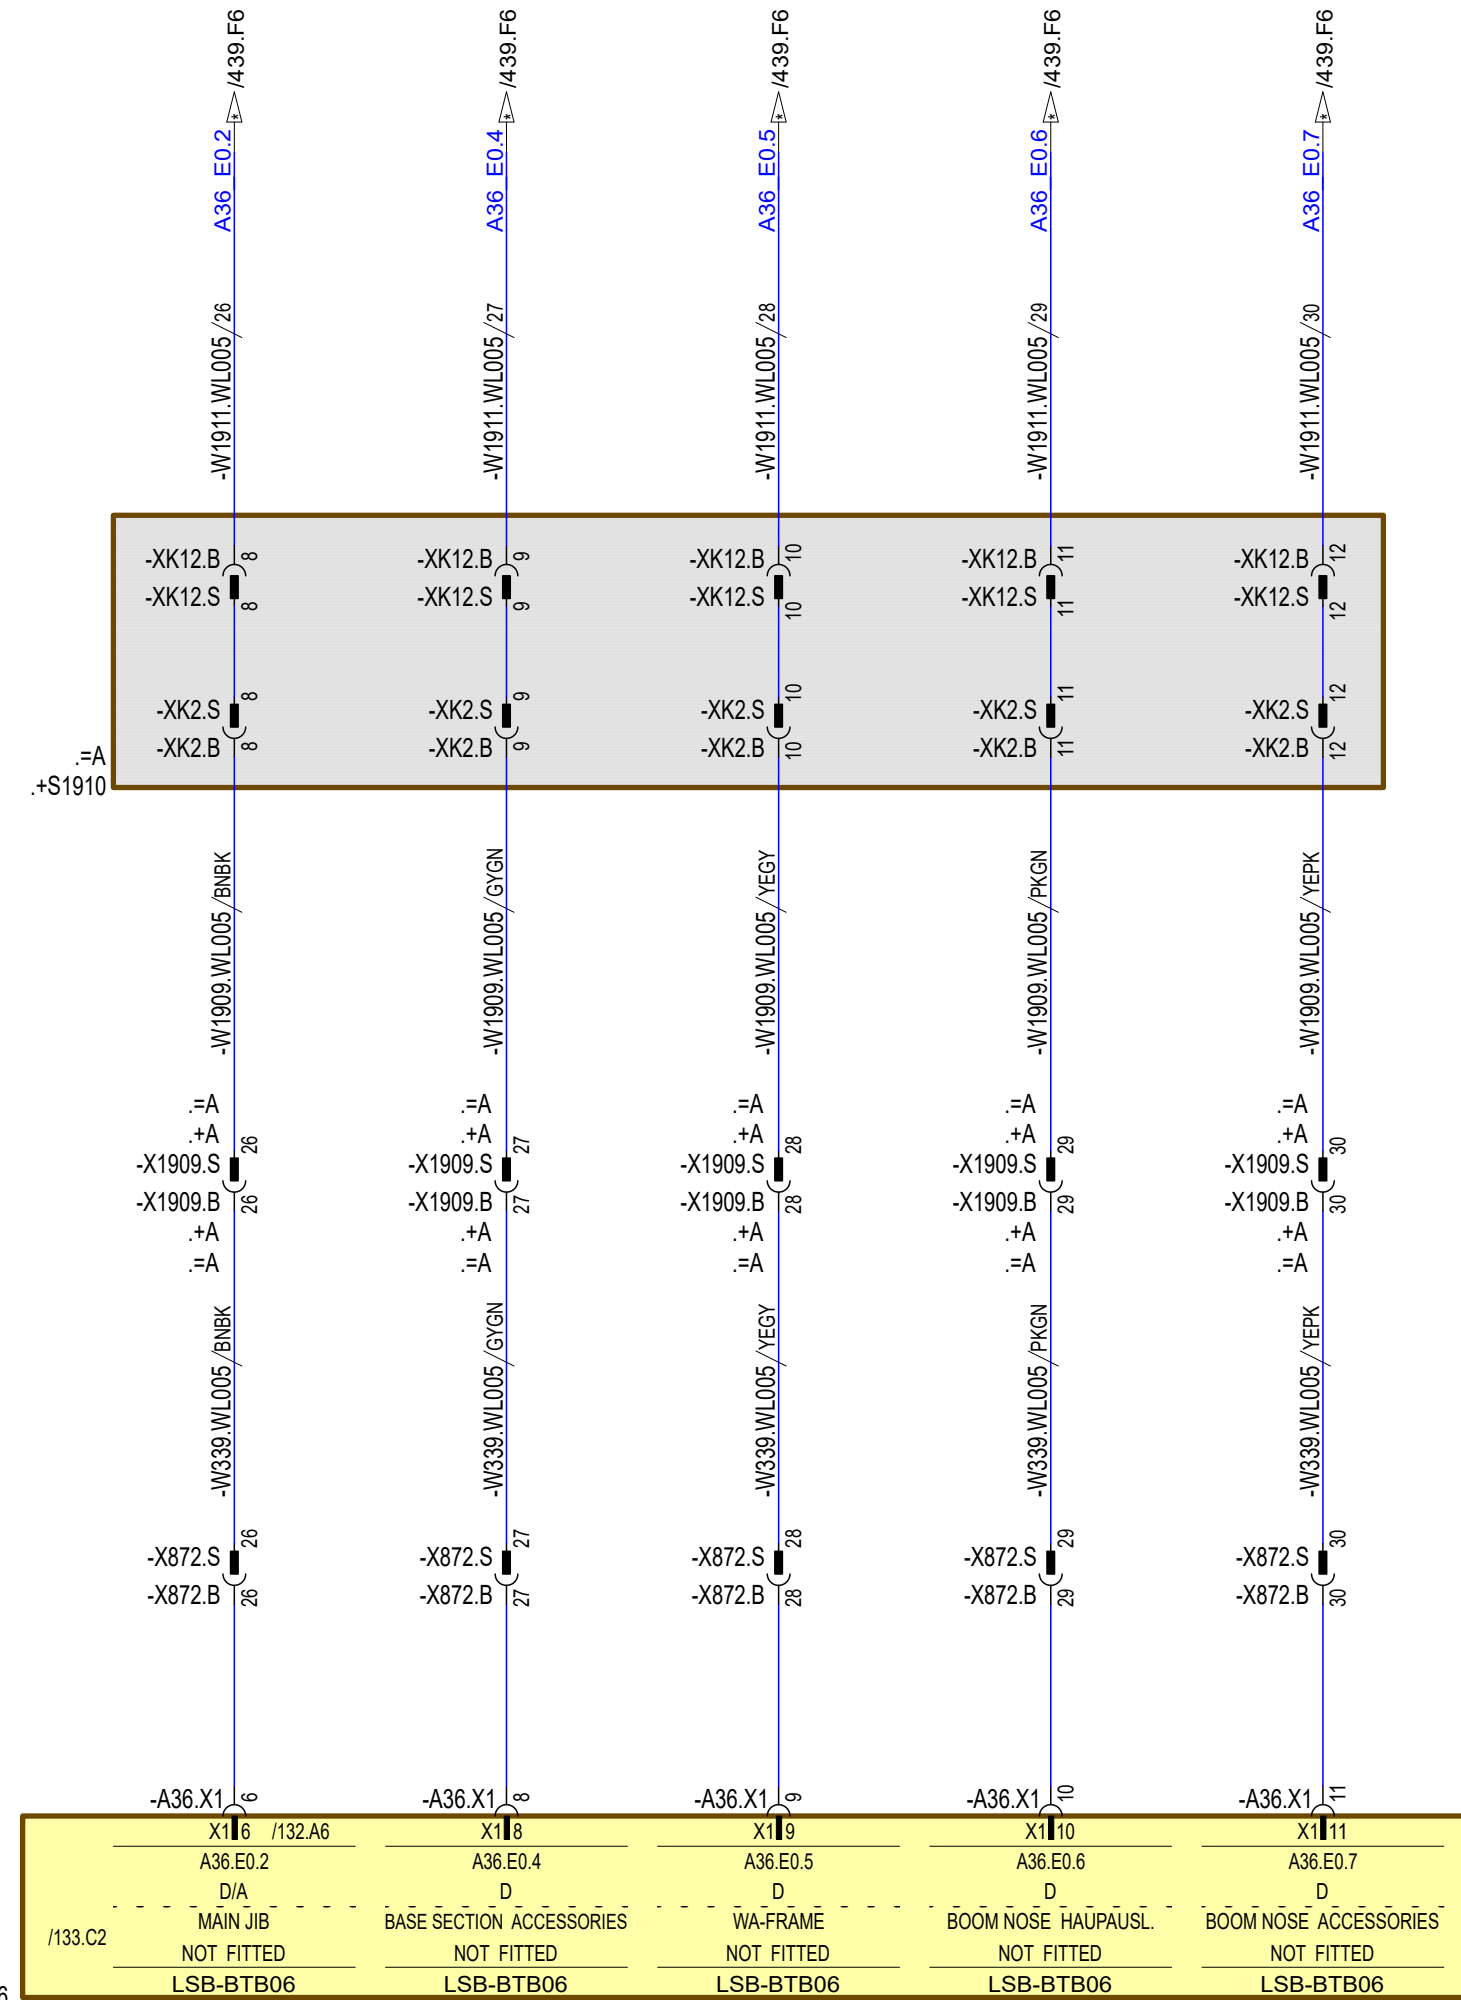 /439.F6 /439.F6 /439.F6 /439.F6 /439.F6
A36 E0.2 A36 E0.4 A36 E0.5 A36 E0.6 A36 E0.7
-W1911.WL005 /26 -W1911.WL005 /27 -W1911.WL005 /28 -W1911.WL005 /29 -W1911.WL005 /30
-XK12.B 8 -XK12.B 9 -XK12.B 10 -XK12.B 11 -XK12.B 12
-XK12.S 8 -XK12.S 9 -XK12.S 10 -XK12.S 11 -XK12.S 12
-XK2.S 8 -XK2.S 9 -XK2.S 10 -XK2.S 11 -XK2.S 12
-XK2.B 8 -XK2.B 9 -XK2.B 10 -XK2.B 11 -XK2.B 12
.=A
.+S1910
-W1909.WL005 /BNBK -W1909.WL005 /GYGN -W1909.WL005 /YEGY -W1909.WL005 /PKGN -W1909.WL005 /YEPK
.=A .=A .=A .=A .=A
.+A .+A .+A .+A .+A
-X1909.S 26 -X1909.S 27 -X1909.S 28 -X1909.S 29 -X1909.S 30
-X1909.B 26 -X1909.B 27 -X1909.B 28 -X1909.B 29 -X1909.B 30
.+A .+A .+A .+A .+A
.=A .=A .=A .=A .=A
-W339.WL005 /BNBK -W339.WL005 /GYGN -W339.WL005 /YEGY -W339.WL005 /PKGN -W339.WL005 /YEPK
-X872.S 26 -X872.S 27 -X872.S 28 -X872.S 29 -X872.S 30
-X872.B 26 -X872.B 27 -X872.B 28 -X872.B 29 -X872.B 30
-A36.X1 6 -A36.X1 8 -A36.X1 9 -A36.X1 10 -A36.X1 11
X1 6 /132.A6 X1 8 X1 9 X1 10 X1 11
A36.E0.2 A36.E0.4 A36.E0.5 A36.E0.6 A36.E0.7
D/A D D D D
MAIN JIB BASE SECTION ACCESSORIES WA-FRAME BOOM NOSE HAUPAUSL. BOOM NOSE ACCESSORIES
/133.C2
NOT FITTED NOT FITTED NOT FITTED NOT FITTED NOT FITTED
LSB-BTB06 LSB-BTB06 LSB-BTB06 LSB-BTB06 LSB-BTB06